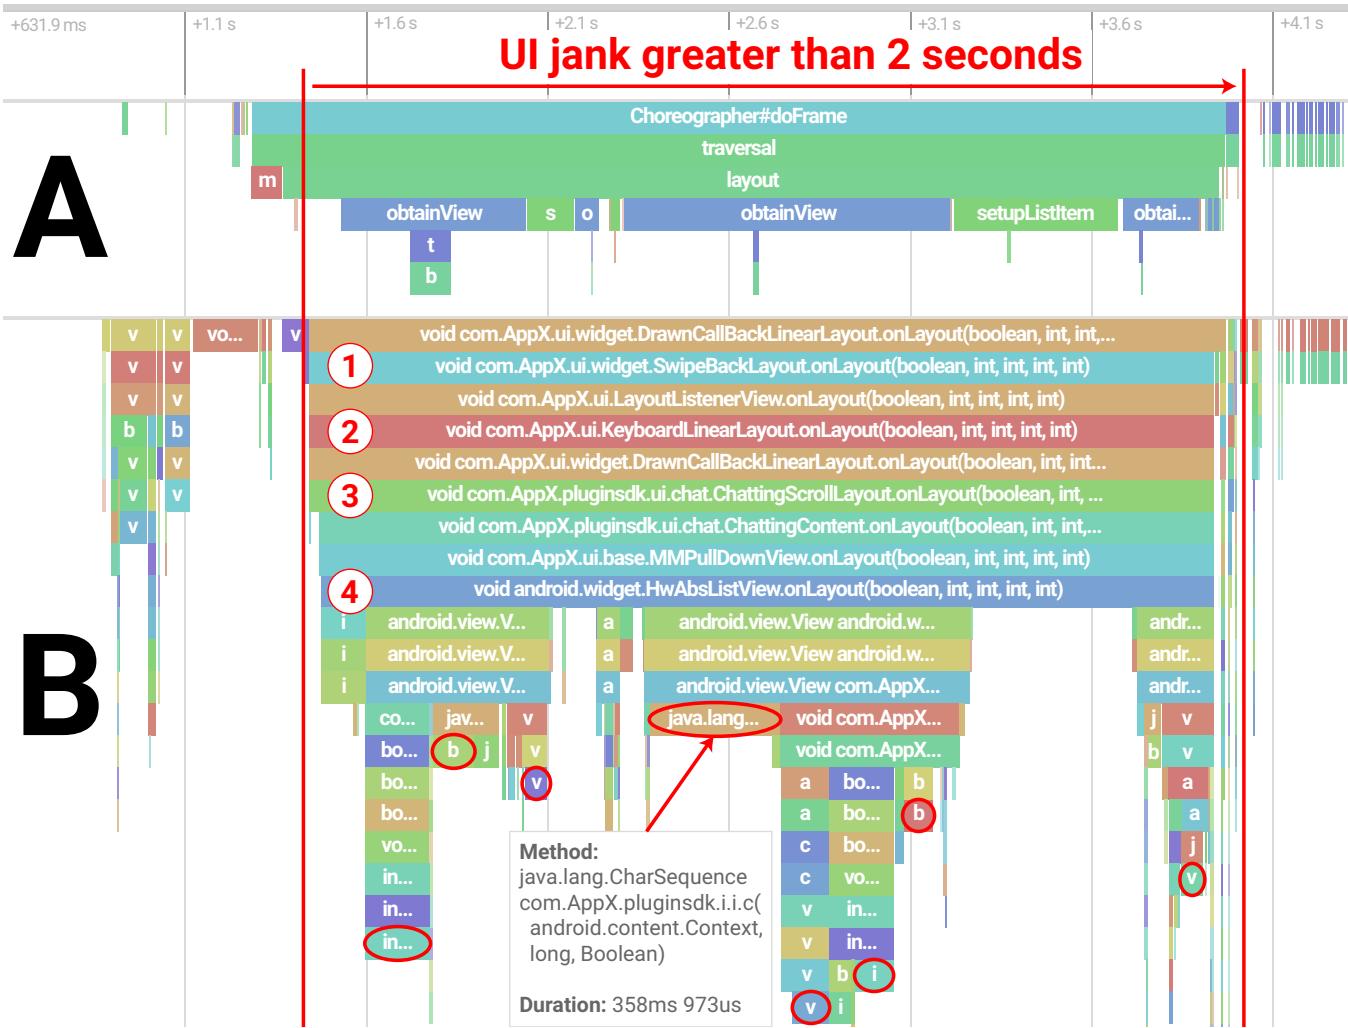 +631.9 ms
+1.1 s
+1.6 s
+2.1 s
+2.6 s
+3.1 s
+3.6 s
+4.1 s
UI jank greater than 2 seconds
A
Choreographer#doFrame
traversal
m
layout
obtainView
s
o
obtainView
setupListItem
obtai...
t
b
B
v
v
vo...
v
void com.AppX.ui.widget.DrawnCallBackLinearLayout.onLayout(boolean, int, int,...
v
v
1
void com.AppX.ui.widget.SwipeBackLayout.onLayout(boolean, int, int, int, int)
v
v
void com.AppX.ui.LayoutListenerView.onLayout(boolean, int, int, int, int)
b
b
2
void com.AppX.ui.KeyboardLinearLayout.onLayout(boolean, int, int, int, int)
v
v
void com.AppX.ui.widget.DrawnCallBackLinearLayout.onLayout(boolean, int, int...
v
v
3
void com.AppX.pluginsdk.ui.chat.ChattingScrollLayout.onLayout(boolean, int, ...
v
void com.AppX.pluginsdk.ui.chat.ChattingContent.onLayout(boolean, int, int,...
void com.AppX.ui.base.MMPullDownView.onLayout(boolean, int, int, int, int)
4
void android.widget.HwAbsListView.onLayout(boolean, int, int, int, int)
i
android.view.V...
a
android.view.View android.w...
andr...
i
android.view.V...
a
android.view.View android.w...
andr...
i
android.view.V...
a
android.view.View com.AppX...
andr...
co...
jav...
v
java.lang...
void com.AppX...
j
v
bo...
b
j
v
void com.AppX...
b
v
bo...
v
a
bo...
b
a
bo...
a
bo...
b
a
vo...
c
bo...
j
in...
c
vo...
v
in...
v
in...
in...
v
in...
v
b
i
v
i
Method:
java.lang.CharSequence
com.AppX.pluginsdk.i.i.c(
android.content.Context,
long, Boolean)
Duration: 358ms 973us